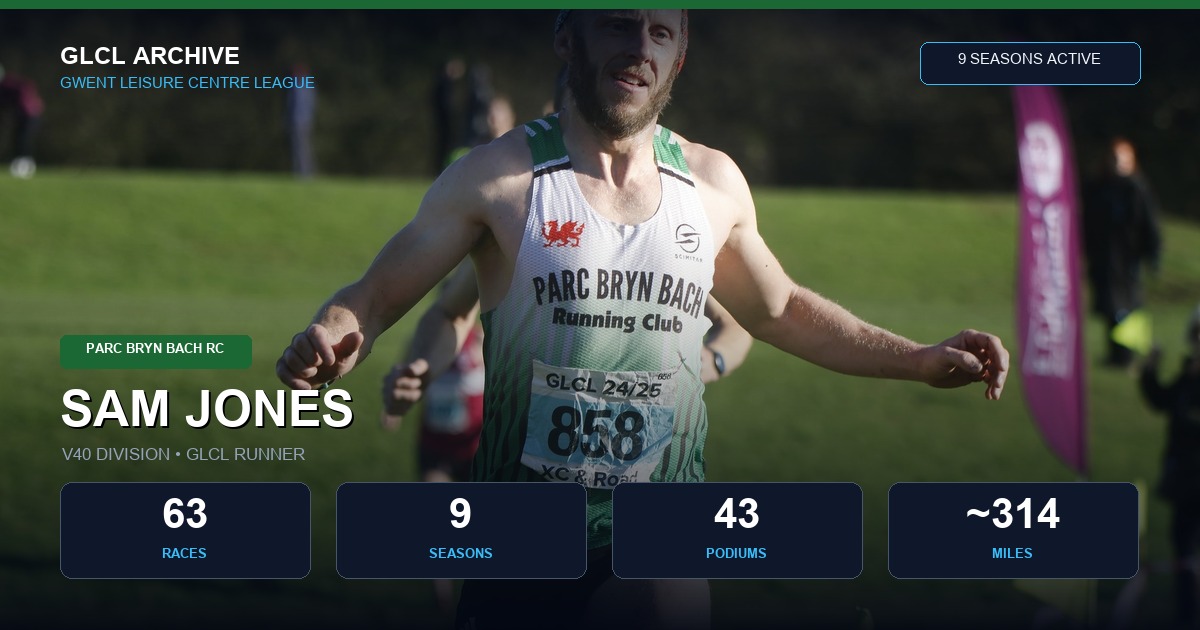 GLCL ARCHIVE
GWENT LEISURE CENTRE LEAGUE
9 SEASONS ACTIVE
SCIMITAR
PARC BRYN BACH
Running Club
858
GLCL 24/25
858
XC & Road
PARC BRYN BACH RC
SAM JONES
V40 DIVISION • GLCL RUNNER
63
RACES
9
SEASONS
43
PODIUMS
~314
MILES